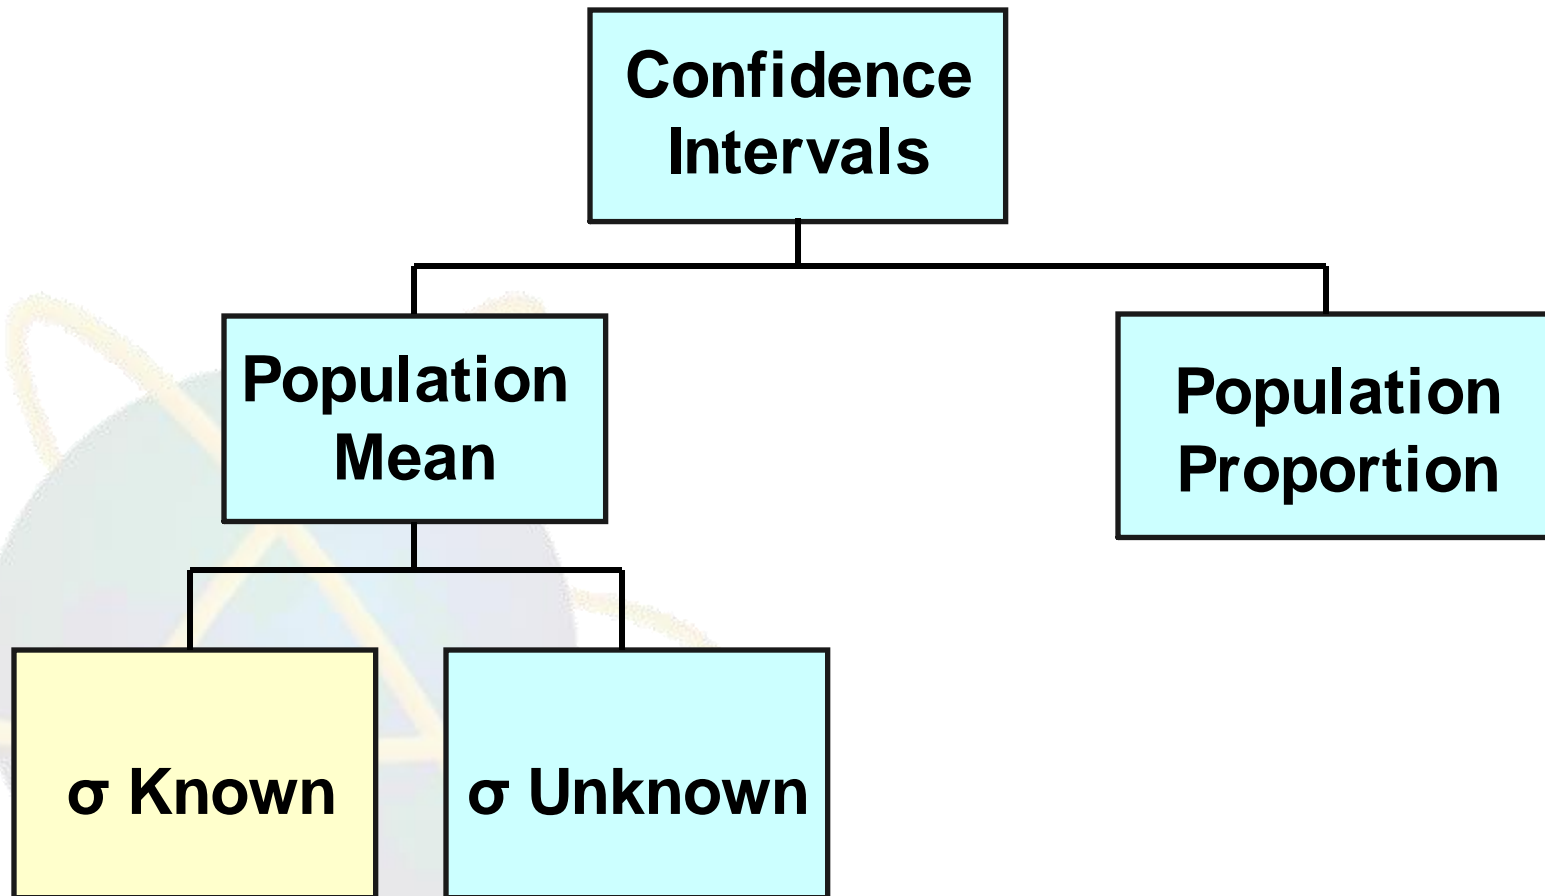 Confidence
Intervals
Population
Mean
Population
Proportion
σ Known
σ Unknown